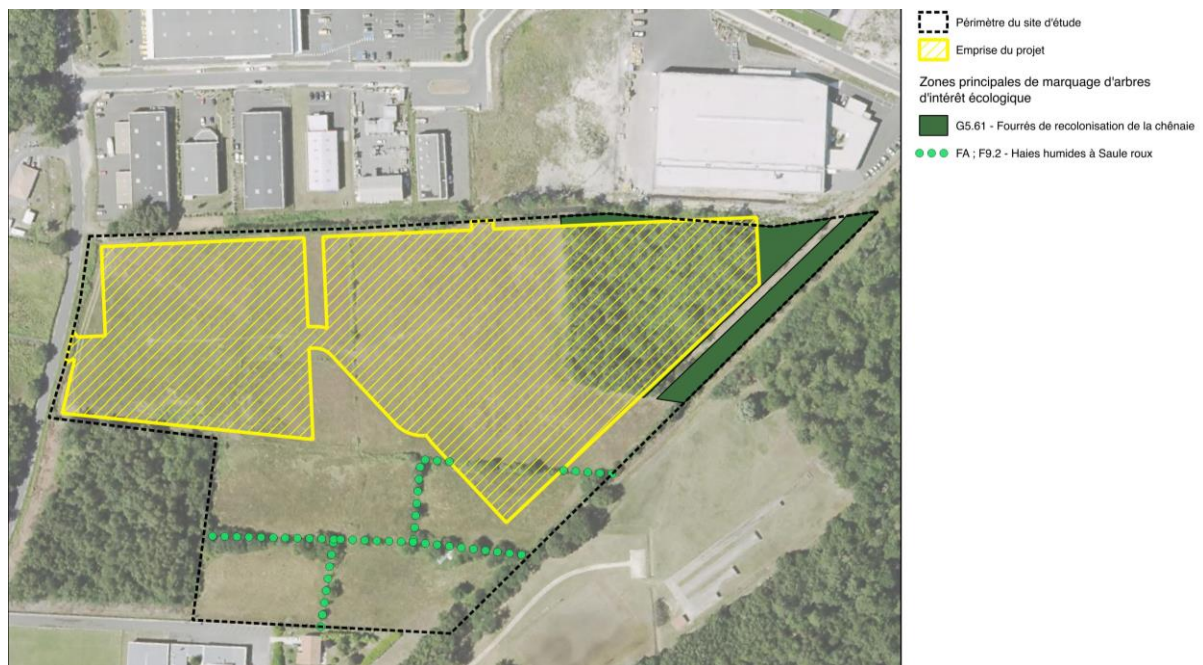 Périmètre du site d'étude
Emprise du projet
Zones principales de marquage d'arbres
d'intérêt écologique
G5.61 - Fourrés de recolonisation de la chênaie
FA ; F9.2 - Haies humides à Saule roux